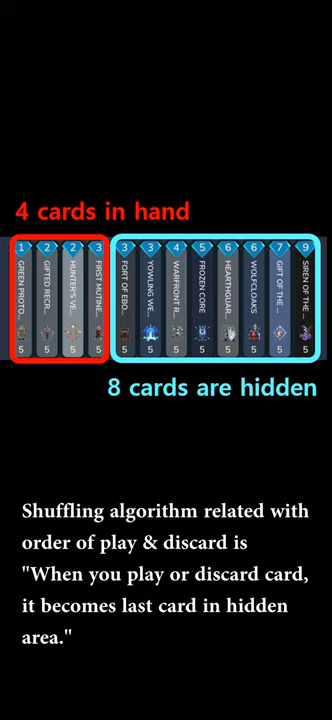 4 cards in hand
1 2 2 3 3 3 4 5 6 6 7 9
GREEN PROTO...
GIFTED RECR...
HUNTER'S VE...
FIRST MUTINE...
FORT OF EBO...
YOWLING WE...
WARFRONT R...
FROZEN CORE
HEARTHGUAR...
WOLFCLOAKS
GIFT OF THE ...
SIREN OF THE ...
5 5 5 5 5 5 5 5 5 5 5 5
8 cards are hidden
Shuffling algorithm related with
order of play & discard is
"When you play or discard card,
it becomes last card in hidden
area."